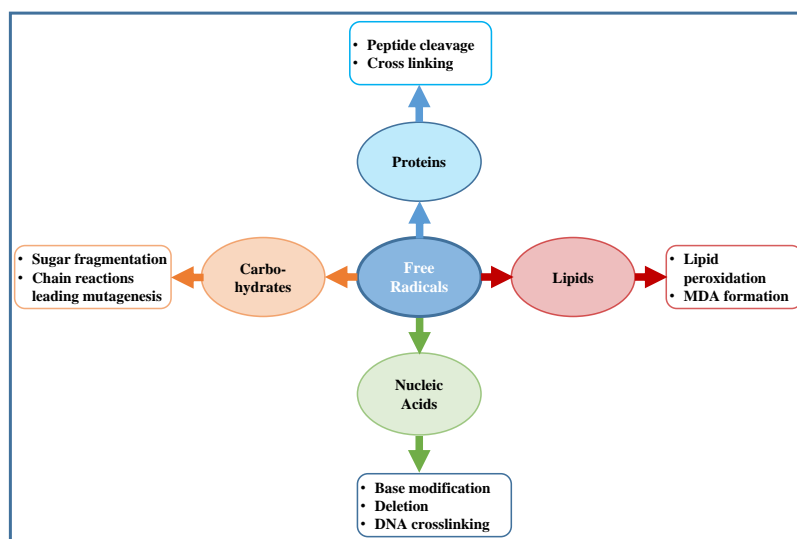 • Peptide cleavage
• Cross linking
Proteins
• Sugar fragmentation
• Chain reactions
leading mutagenesis
Carbo-
hydrates
Free
Radicals
Lipids
• Lipid
peroxidation
• MDA formation
Nucleic
Acids
• Base modification
• Deletion
• DNA crosslinking